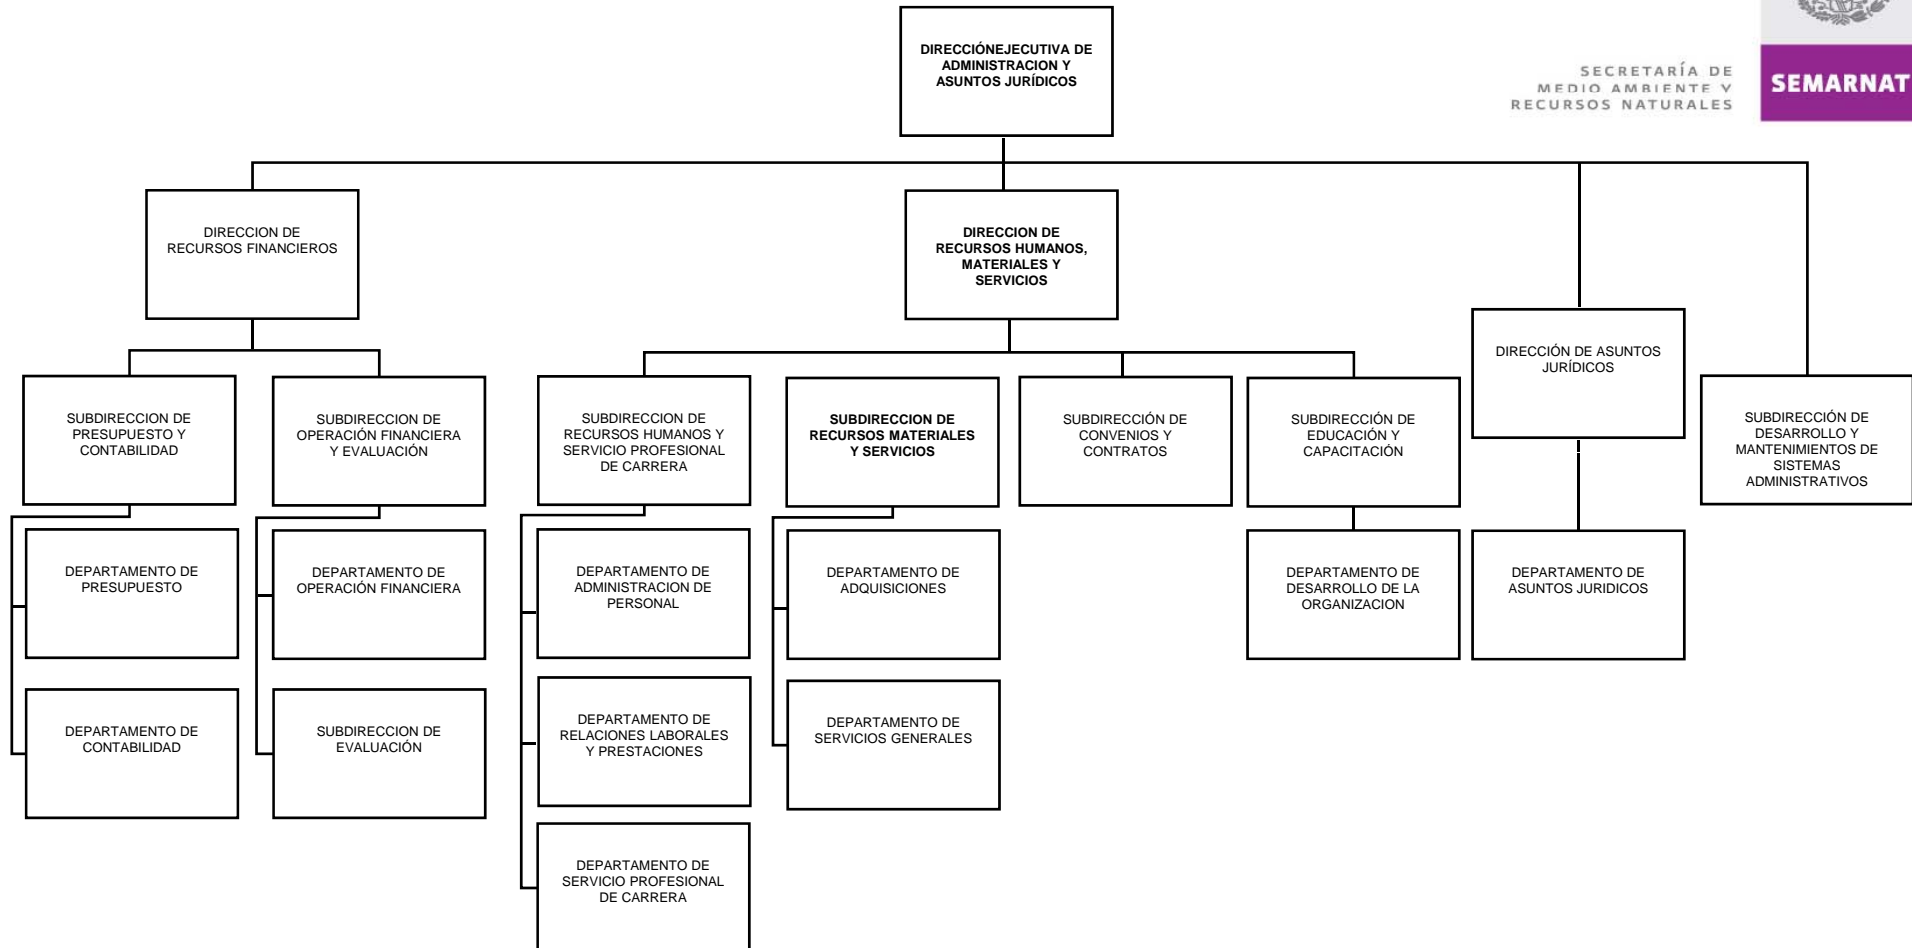 DIRECCIÓNEJECUTIVA DE
ADMINISTRACION Y
ASUNTOS JURÍDICOS
SECRETARÍA DE
MEDIO AMBIENTE Y
RECURSOS NATURALES
SEMARNAT
DIRECCION DE
RECURSOS FINANCIEROS
DIRECCION DE
RECURSOS HUMANOS,
MATERIALES Y
SERVICIOS
DIRECCIÓN DE ASUNTOS
JURÍDICOS
SUBDIRECCION DE
PRESUPUESTO Y
CONTABILIDAD
SUBDIRECCION DE
OPERACIÓN FINANCIERA
Y EVALUACIÓN
SUBDIRECCION DE
RECURSOS HUMANOS Y
SERVICIO PROFESIONAL
DE CARRERA
SUBDIRECCION DE
RECURSOS MATERIALES
Y SERVICIOS
SUBDIRECCIÓN DE
CONVENIOS Y
CONTRATOS
SUBDIRECCIÓN DE
EDUCACIÓN Y
CAPACITACIÓN
SUBDIRECCIÓN DE
DESARROLLO Y
MANTENIMIENTOS DE
SISTEMAS
ADMINISTRATIVOS
DEPARTAMENTO DE
PRESUPUESTO
DEPARTAMENTO DE
OPERACIÓN FINANCIERA
DEPARTAMENTO DE
ADMINISTRACION DE
PERSONAL
DEPARTAMENTO DE
ADQUISICIONES
DEPARTAMENTO DE
DESARROLLO DE LA
ORGANIZACION
DEPARTAMENTO DE
ASUNTOS JURIDICOS
DEPARTAMENTO DE
CONTABILIDAD
SUBDIRECCION DE
EVALUACIÓN
DEPARTAMENTO DE
RELACIONES LABORALES
Y PRESTACIONES
DEPARTAMENTO DE
SERVICIOS GENERALES
DEPARTAMENTO DE
SERVICIO PROFESIONAL
DE CARRERA